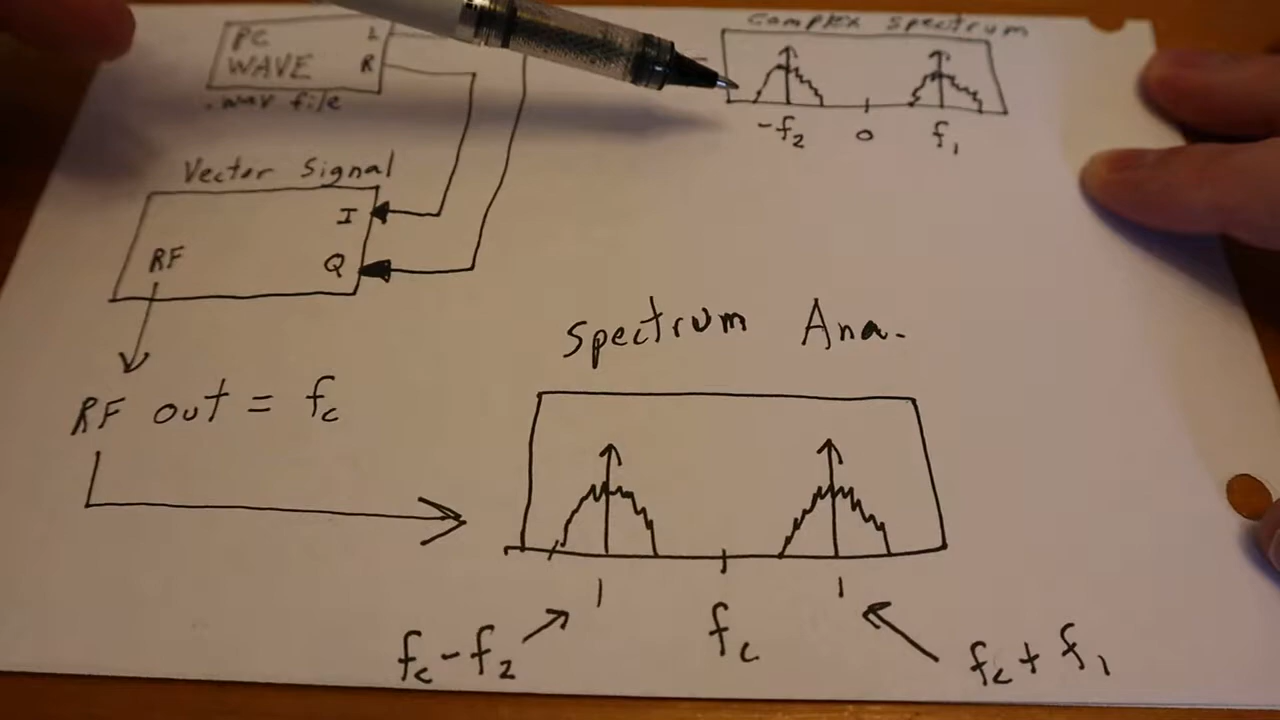 PC L
WAVE R
.wav file
Complex Spectrum
-f₂ 0 f₁
Vector Signal
I
RF Q
RF out = fc
Spectrum Ana.
fc - f₂ fc fc + f₁